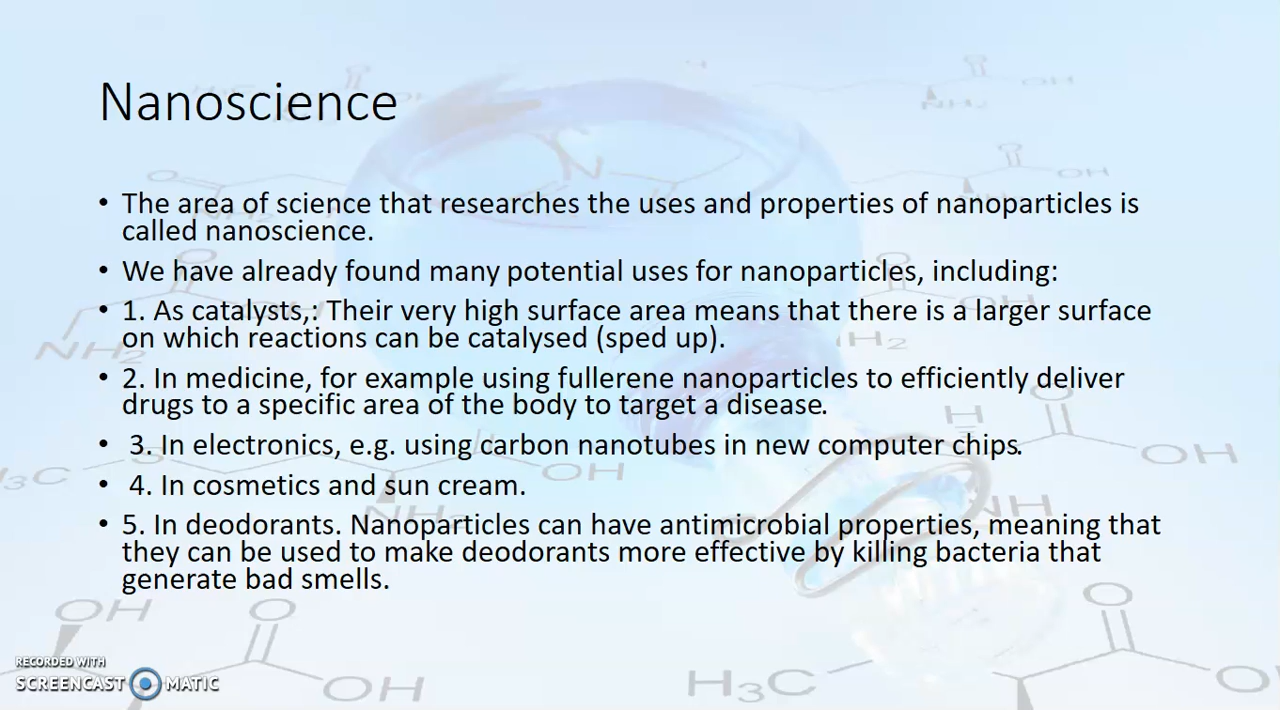 Nanoscience
• The area of science that researches the uses and properties of nanoparticles is
called nanoscience.
• We have already found many potential uses for nanoparticles, including:
• 1. As catalysts,: Their very high surface area means that there is a larger surface
on which reactions can be catalysed (sped up).
• 2. In medicine, for example using fullerene nanoparticles to efficiently deliver
drugs to a specific area of the body to target a disease.
• 3. In electronics, e.g. using carbon nanotubes in new computer chips.
• 4. In cosmetics and sun cream.
• 5. In deodorants. Nanoparticles can have antimicrobial properties, meaning that
they can be used to make deodorants more effective by killing bacteria that
generate bad smells.
OH
O
OH
H₃C
RECORDED WITH
SCREENCAST MATIC